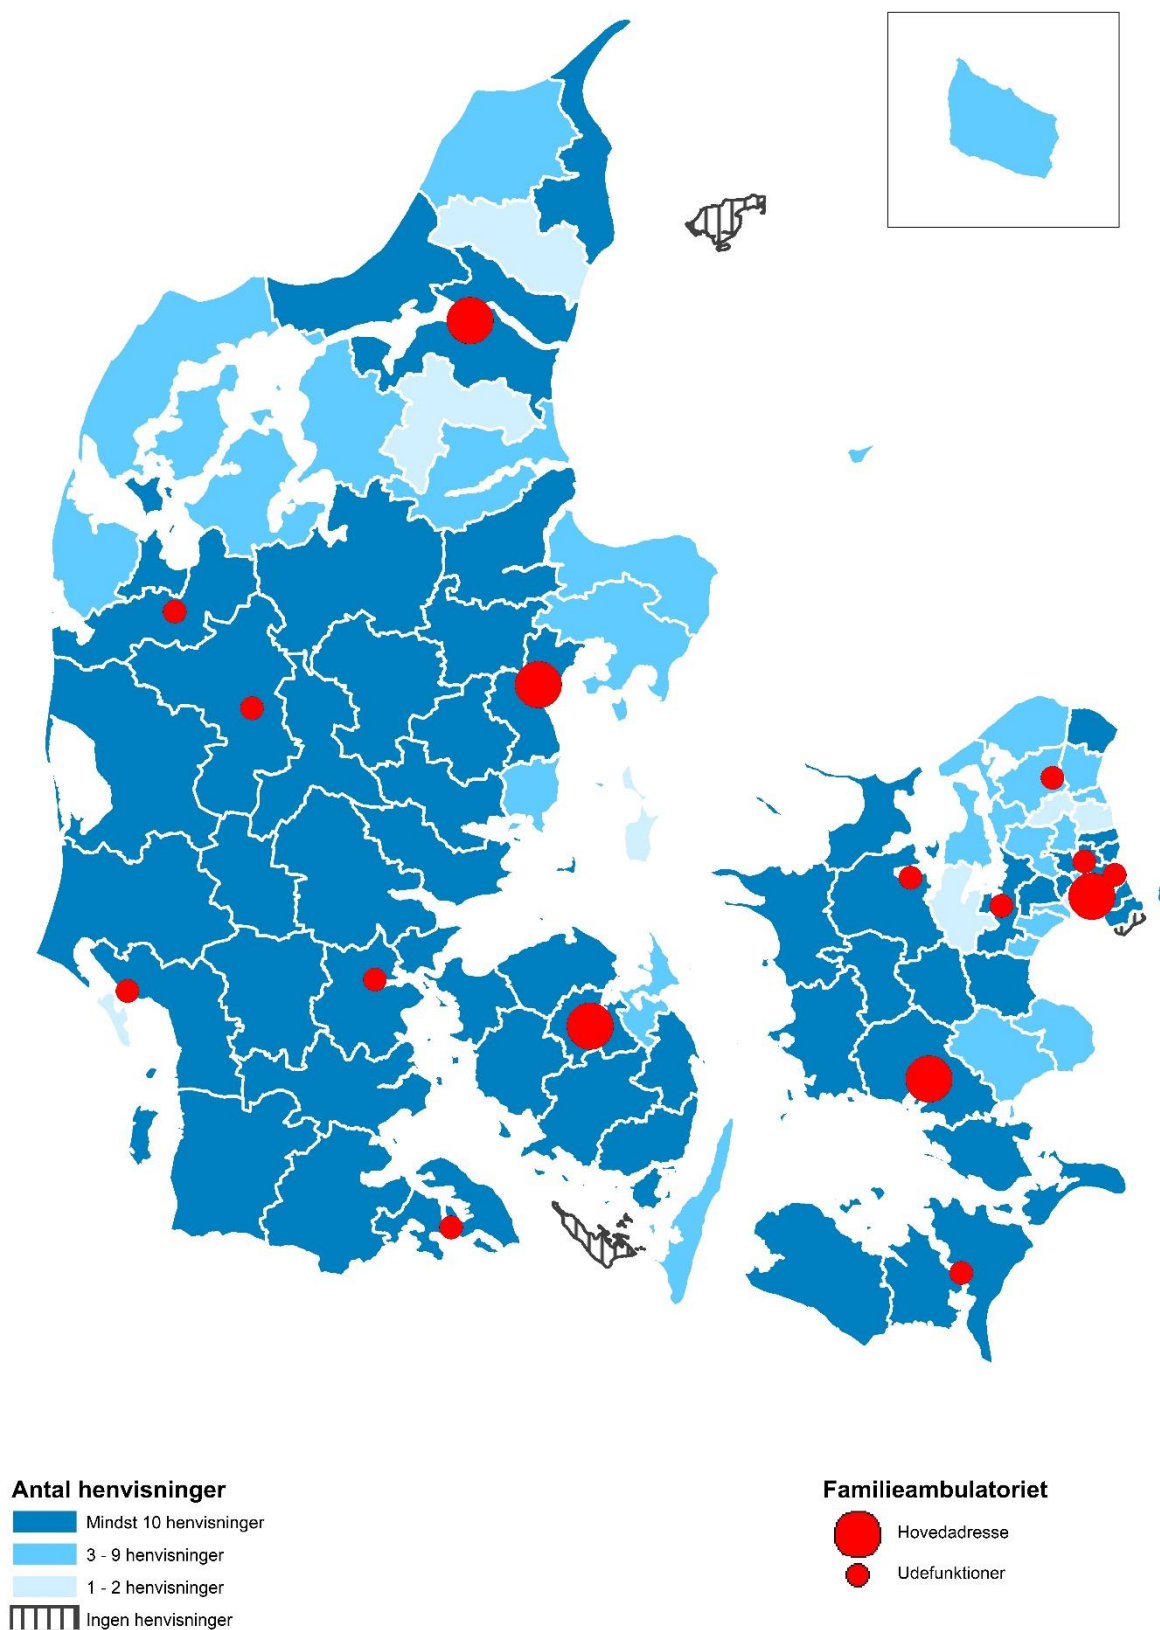 Antal henvisninger
Mindst 10 henvisninger
3 - 9 henvisninger
1 - 2 henvisninger
Ingen henvisninger
Familieambulatoriet
Hovedadresse
Udefunktioner